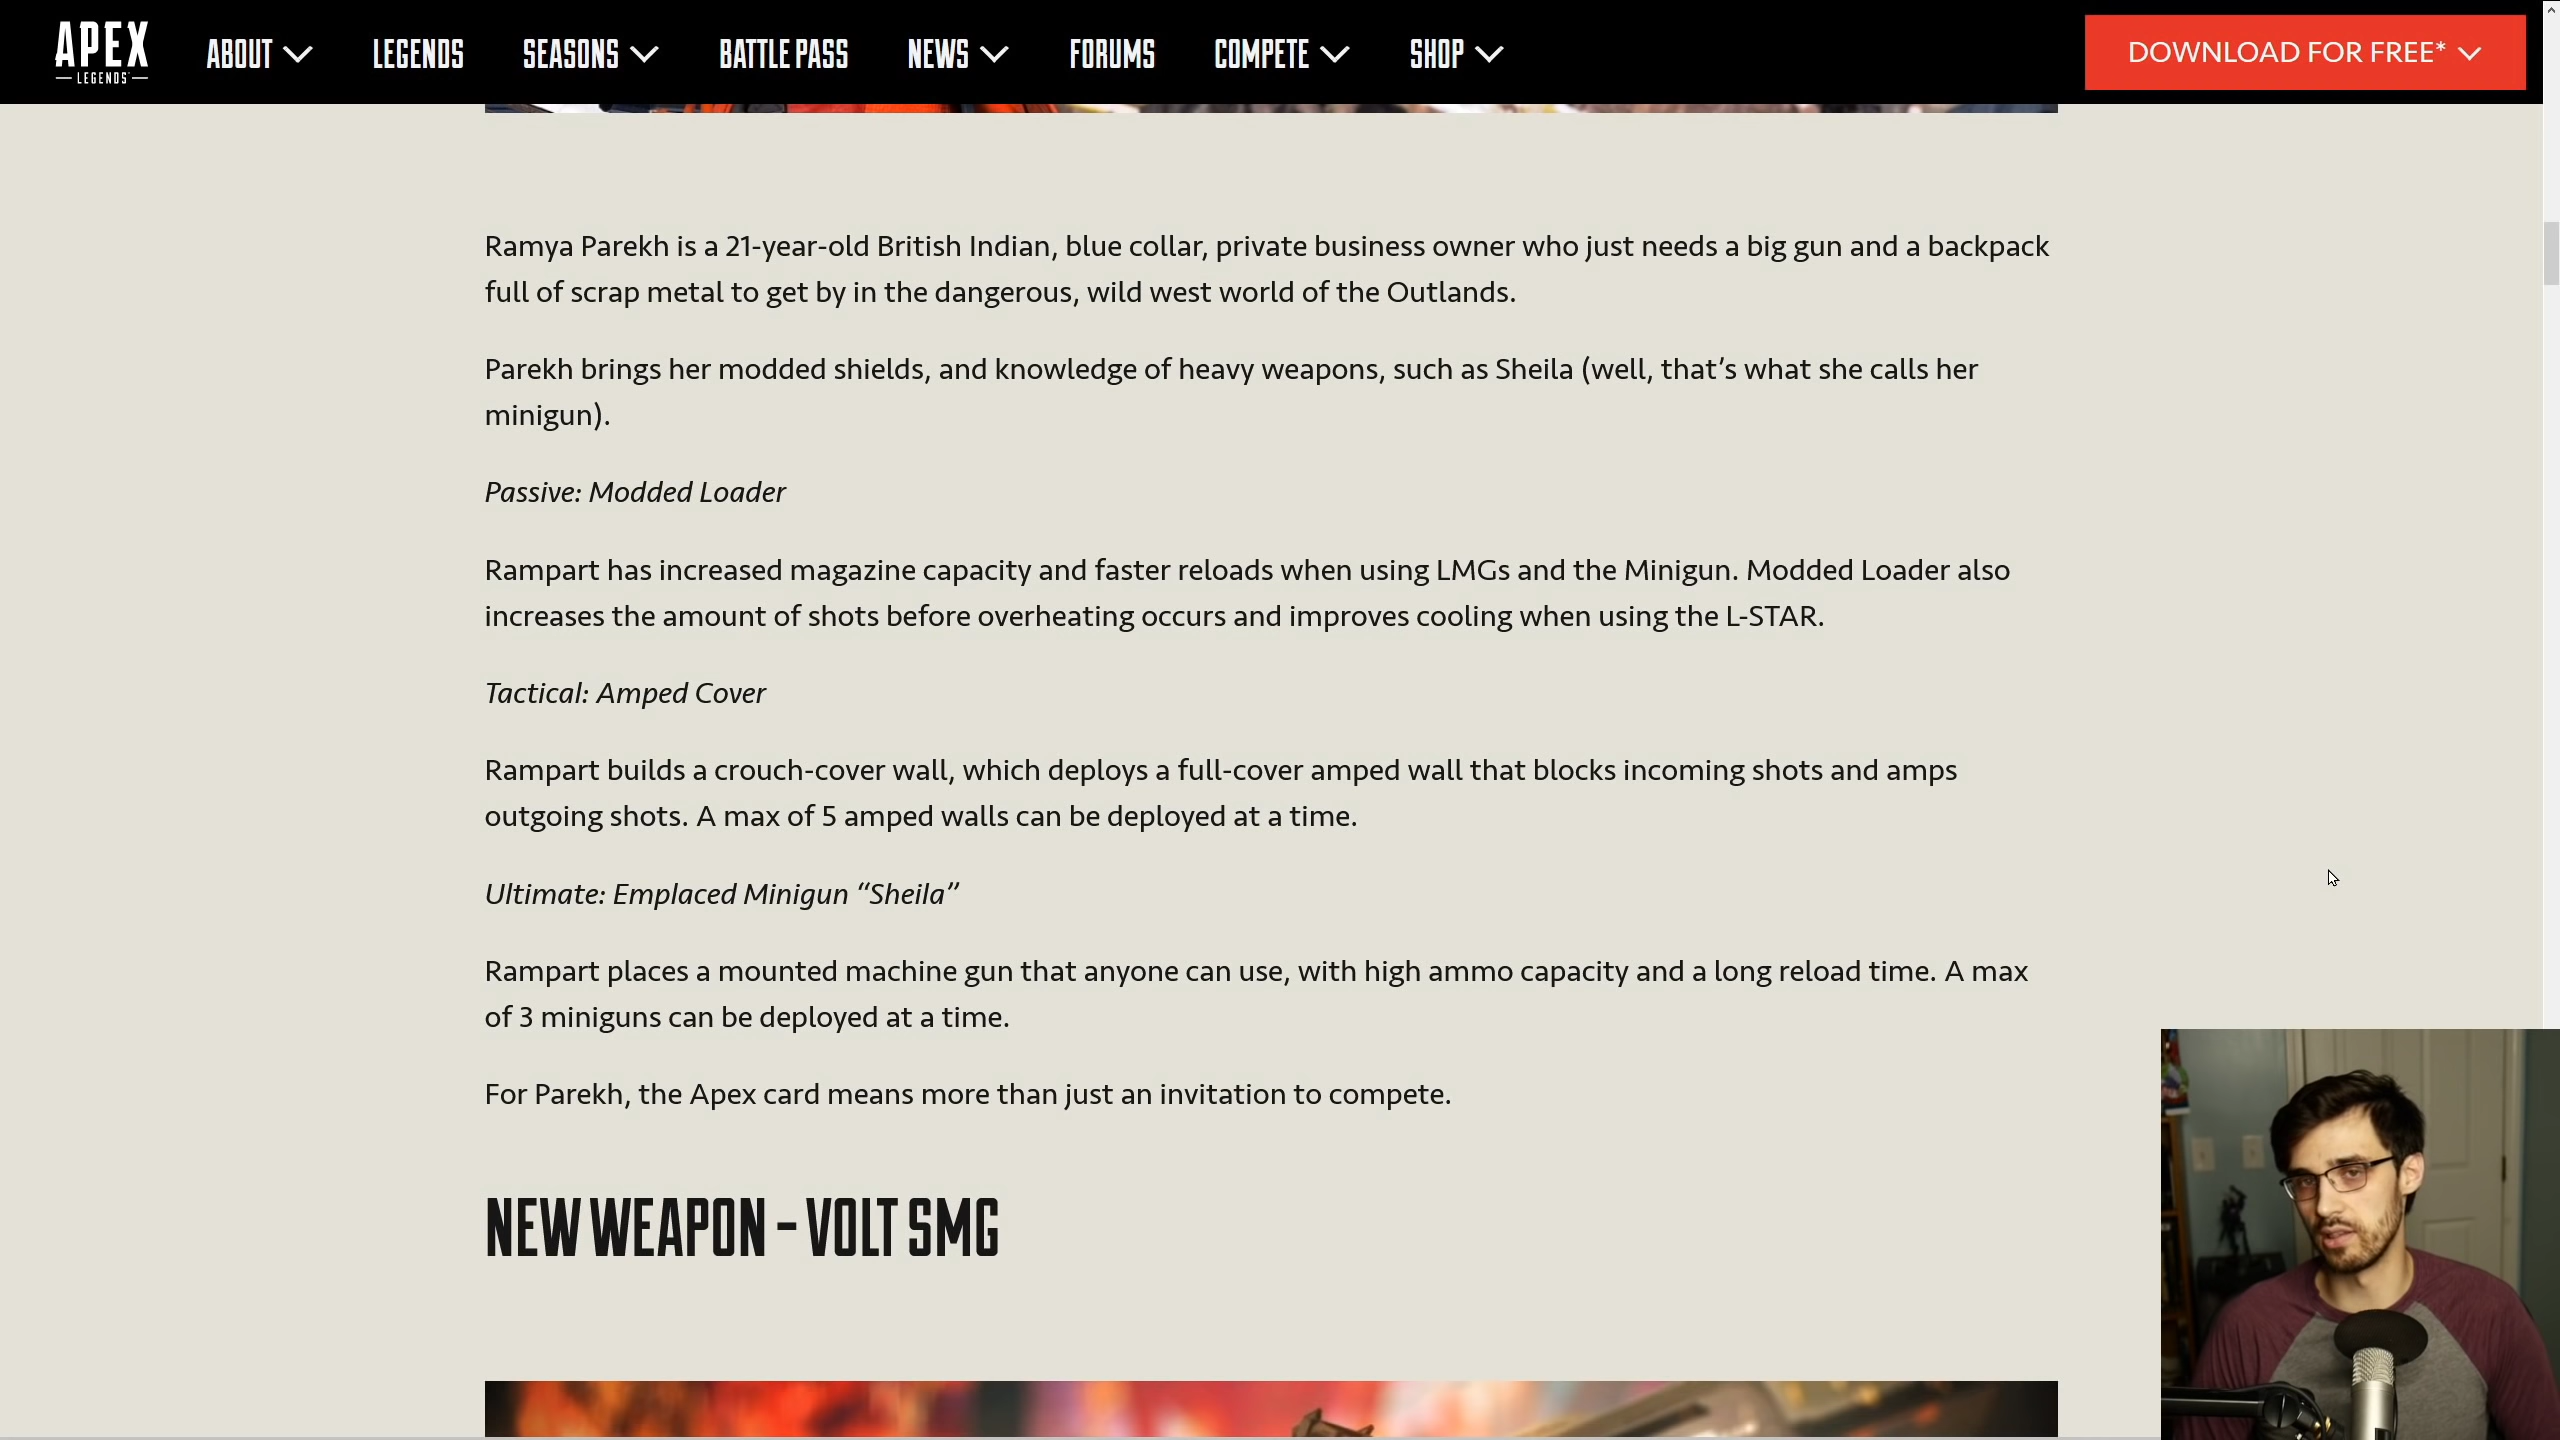 APEX
LEGENDS
ABOUT
LEGENDS
SEASONS
BATTLE PASS
NEWS
FORUMS
COMPETE
SHOP
DOWNLOAD FOR FREE*
Ramya Parekh is a 21-year-old British Indian, blue collar, private business owner who just needs a big gun and a backpack
full of scrap metal to get by in the dangerous, wild west world of the Outlands.
Parekh brings her modded shields, and knowledge of heavy weapons, such as Sheila (well, that’s what she calls her
minigun).
Passive: Modded Loader
Rampart has increased magazine capacity and faster reloads when using LMGs and the Minigun. Modded Loader also
increases the amount of shots before overheating occurs and improves cooling when using the L-STAR.
Tactical: Amped Cover
Rampart builds a crouch-cover wall, which deploys a full-cover amped wall that blocks incoming shots and amps
outgoing shots. A max of 5 amped walls can be deployed at a time.
Ultimate: Emplaced Minigun “Sheila”
Rampart places a mounted machine gun that anyone can use, with high ammo capacity and a long reload time. A max
of 3 miniguns can be deployed at a time.
For Parekh, the Apex card means more than just an invitation to compete.
NEW WEAPON – VOLT SMG